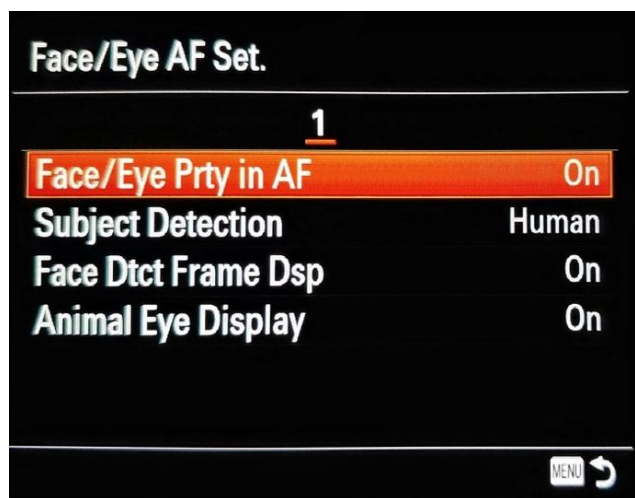 Face/Eye AF Set.
1
Face/Eye Prty in AF On
Subject Detection Human
Face Dtct Frame Dsp On
Animal Eye Display On
MENU